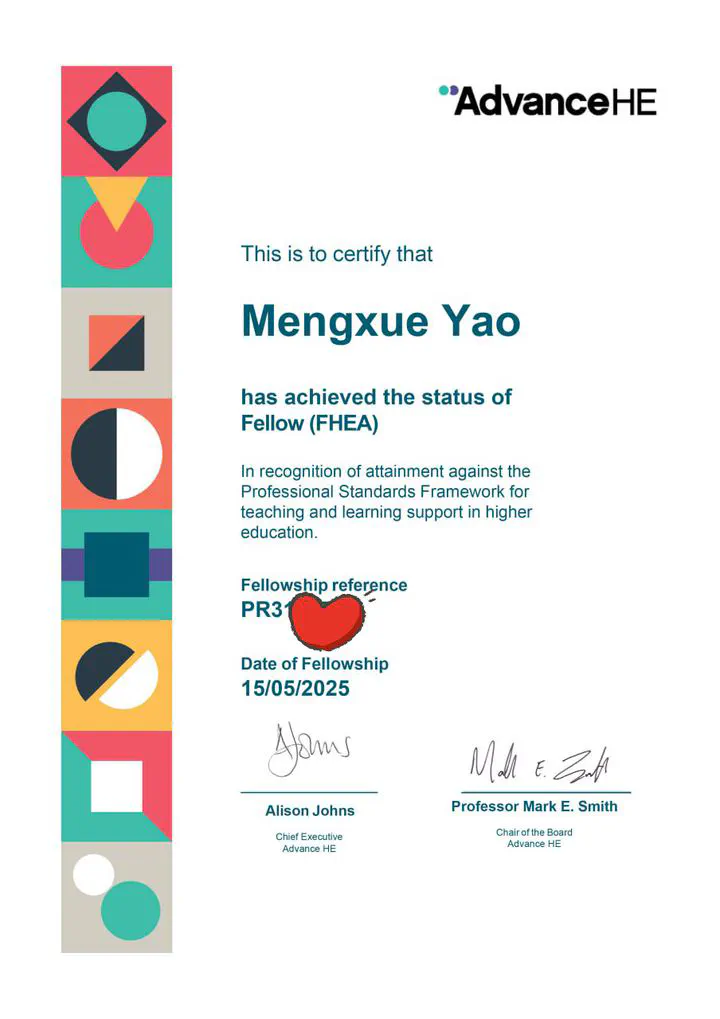 AdvanceHE
This is to certify that
Mengxue Yao
has achieved the status of
Fellow (FHEA)
In recognition of attainment against the
Professional Standards Framework for
teaching and learning support in higher
education.
Fellowship reference
PR31
Date of Fellowship
15/05/2025
AJohns
Mark E. Smith
Alison Johns
Professor Mark E. Smith
Chief Executive
Advance HE
Chair of the Board
Advance HE